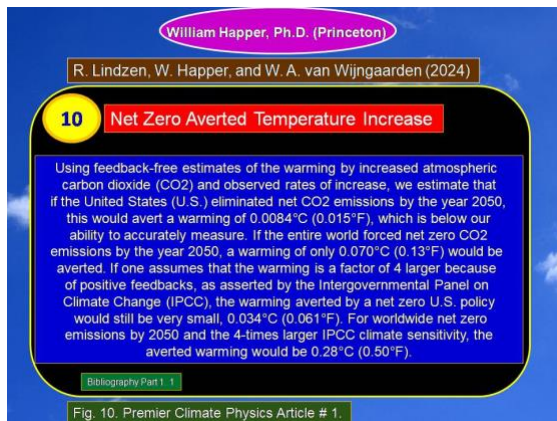 William Happer, Ph.D. (Princeton)
R. Lindzen, W. Happer, and W. A. van Wijngaarden (2024)
10
Net Zero Averted Temperature Increase
Using feedback-free estimates of the warming by increased atmospheric
carbon dioxide (CO2) and observed rates of increase, we estimate that
if the United States (U.S.) eliminated net CO2 emissions by the year 2050,
this would avert a warming of 0.0084°C (0.015°F), which is below our
ability to accurately measure. If the entire world forced net zero CO2
emissions by the year 2050, a warming of only 0.070°C (0.13°F) would be
averted. If one assumes that the warming is a factor of 4 larger because
of positive feedbacks, as asserted by the Intergovernmental Panel on
Climate Change (IPCC), the warming averted by a net zero U.S. policy
would still be very small, 0.034°C (0.061°F). For worldwide net zero
emissions by 2050 and the 4-times larger IPCC climate sensitivity, the
averted warming would be 0.28°C (0.50°F).
Bibliography Part 1. 1
Fig. 10. Premier Climate Physics Article # 1.